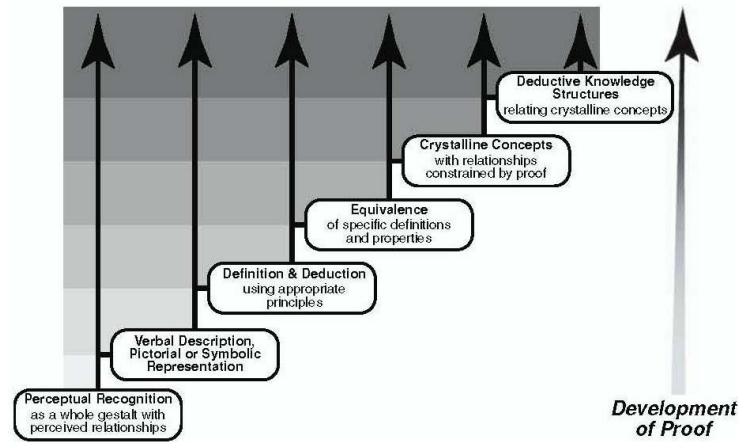 Deductive Knowledge
Structures
relating crystalline concepts
Crystalline Concepts
with relationships
constrained by proof
Equivalence
of specific definitions
and properties
Definition & Deduction
using appropriate
principles
Verbal Description,
Pictorial or Symbolic
Representation
Perceptual Recognition
as a whole gestalt with
perceived relationships
Development
of Proof